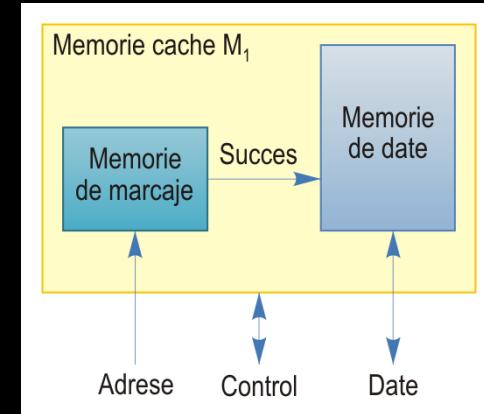 Memorie cache M₁
Memorie
de marcaje
Succes
Memorie
de date
Adrese
Control
Date